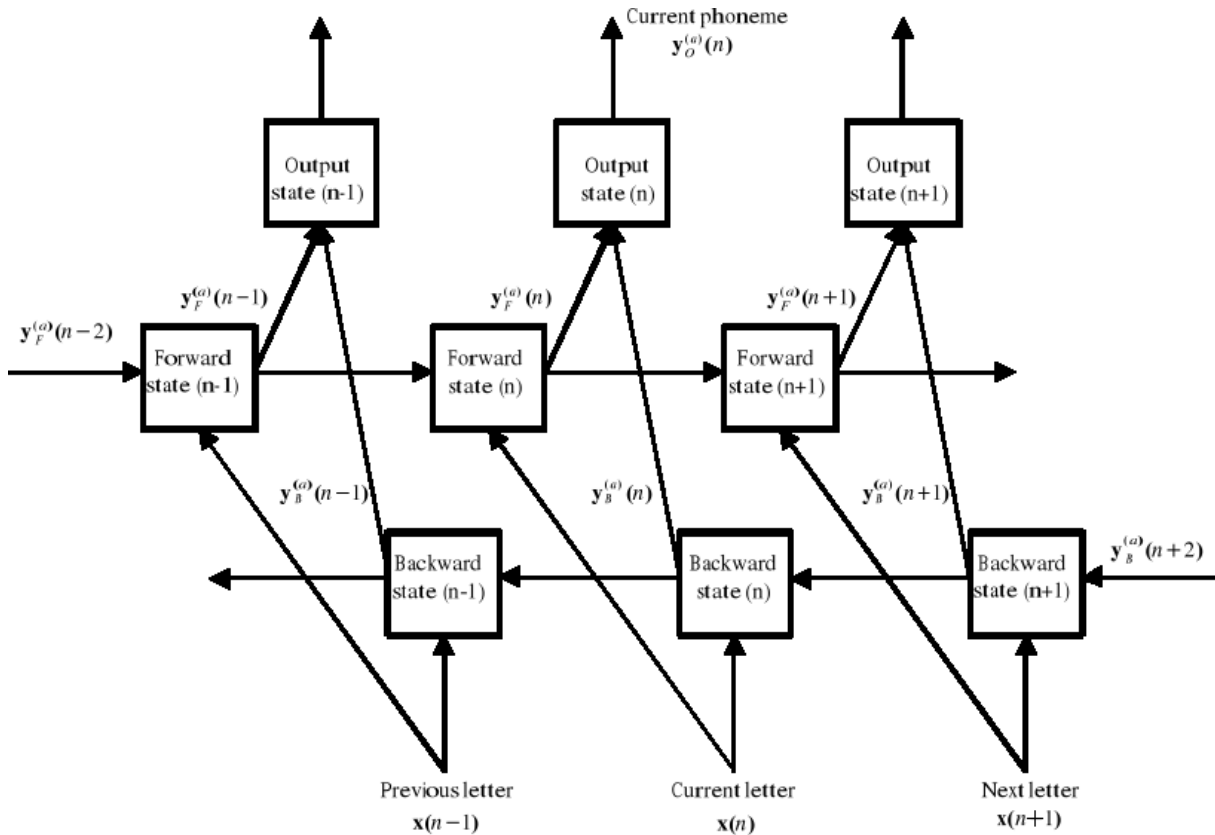 Current phoneme
y_O^(a)(n)
Output
state (n-1)
Output
state (n)
Output
state (n+1)
y_F^(a)(n−1)
y_F^(a)(n)
y_F^(a)(n+1)
y_F^(a)(n−2)
Forward
state (n-1)
Forward
state (n)
Forward
state (n+1)
y_B^(a)(n−1)
y_B^(a)(n)
y_B^(a)(n+1)
y_B^(a)(n+2)
Backward
state (n-1)
Backward
state (n)
Backward
state (n+1)
Previous letter
x(n−1)
Current letter
x(n)
Next letter
x(n+1)